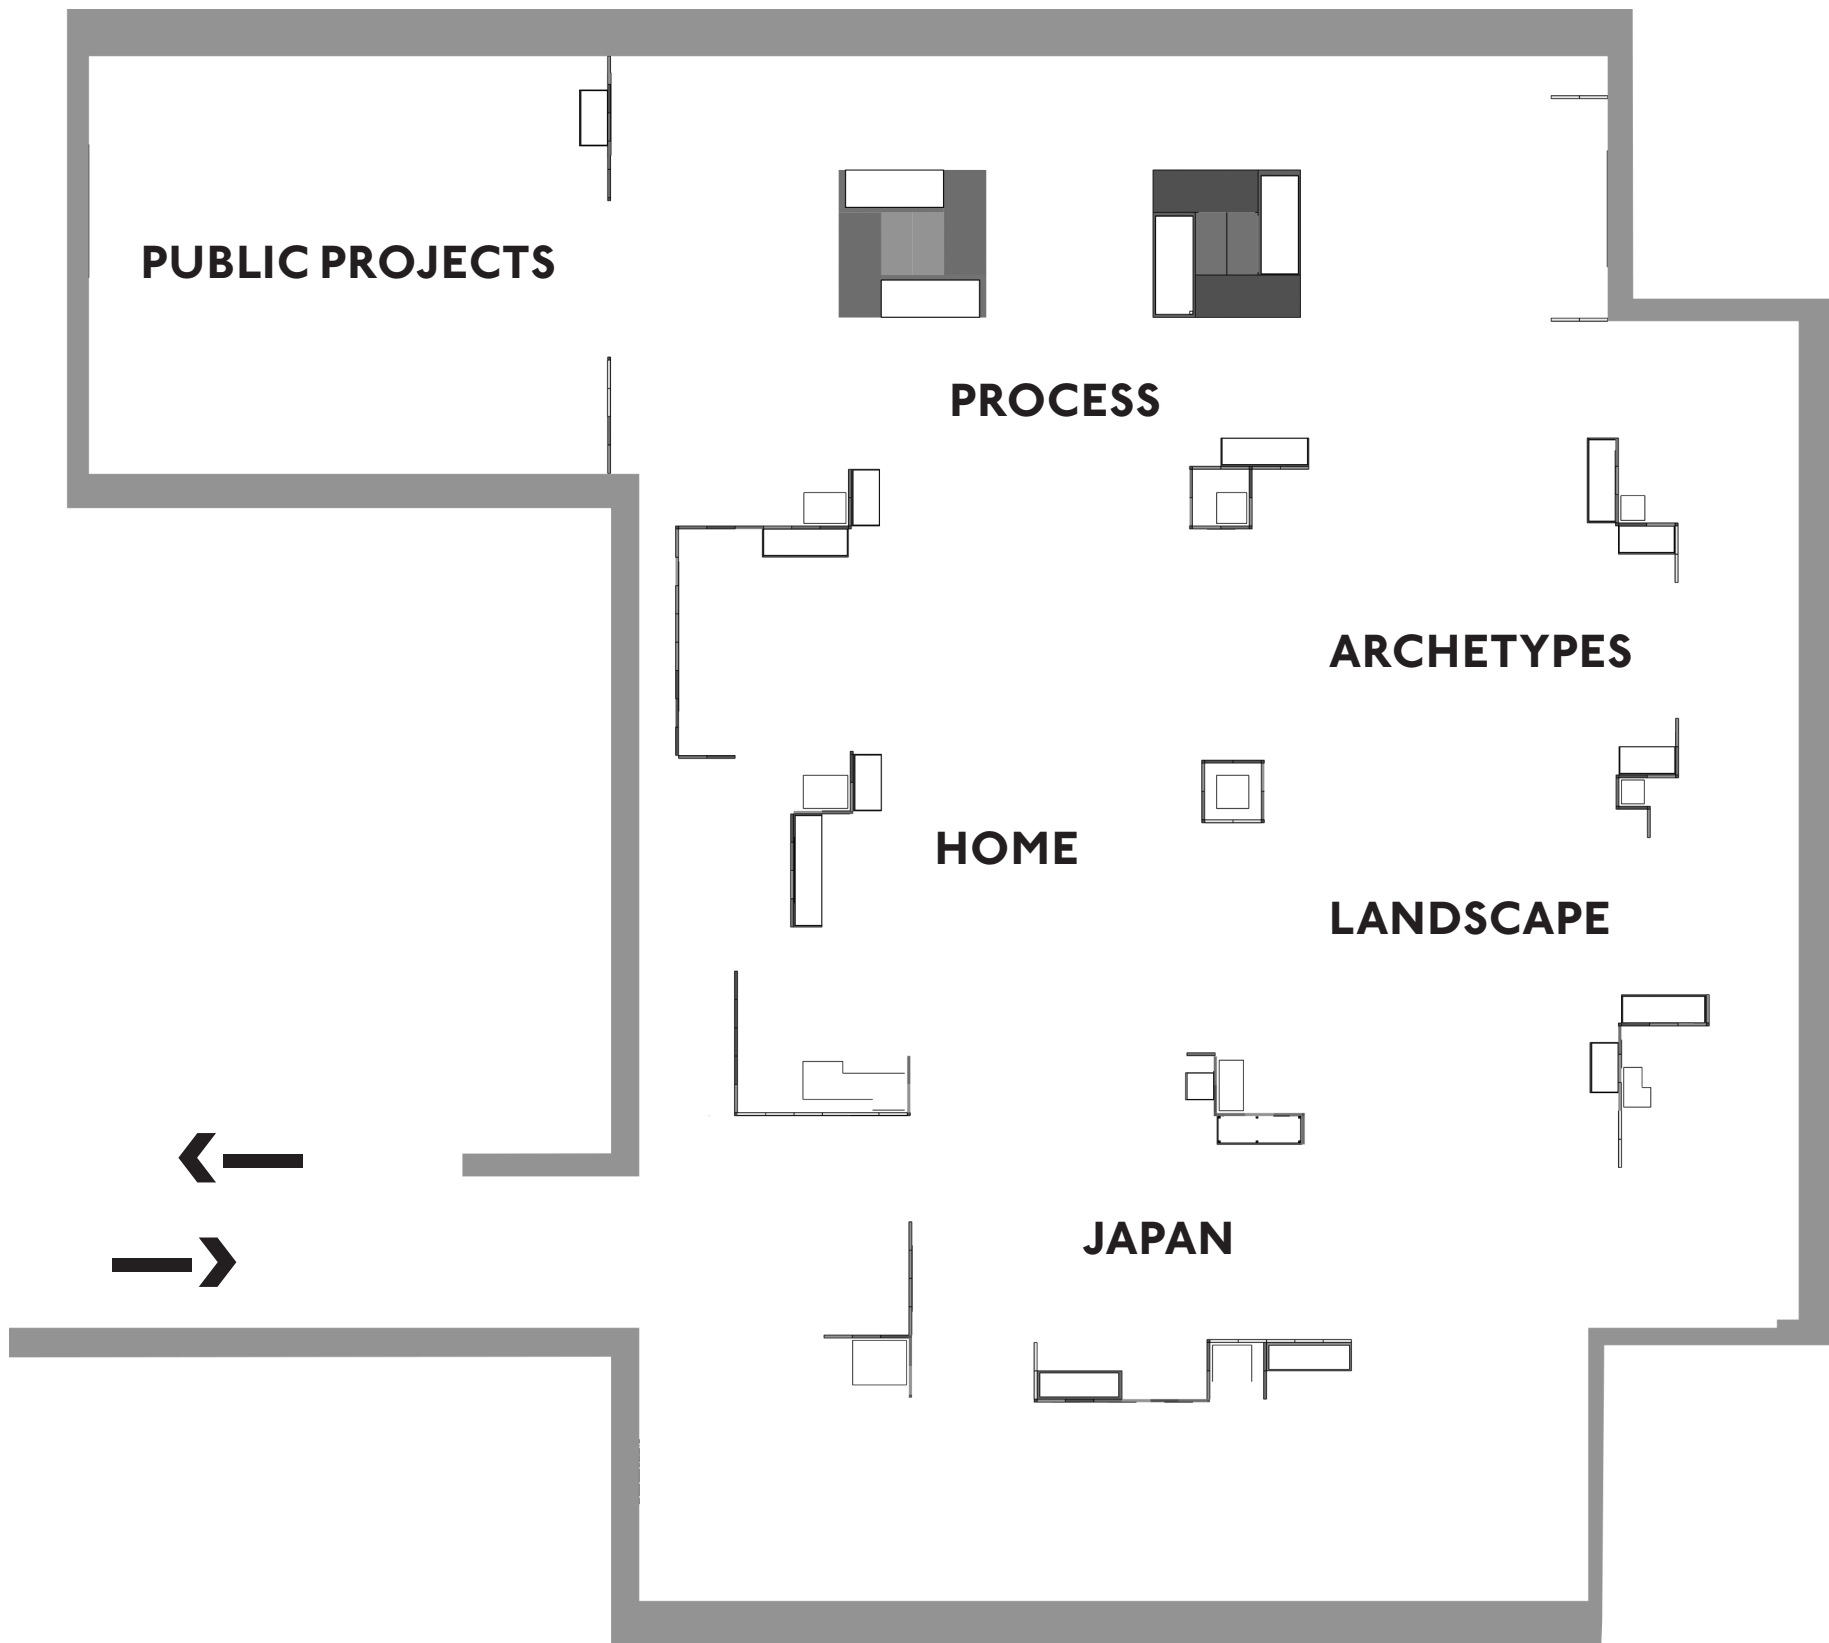 PUBLIC PROJECTS
PROCESS
ARCHETYPES
HOME
LANDSCAPE
JAPAN